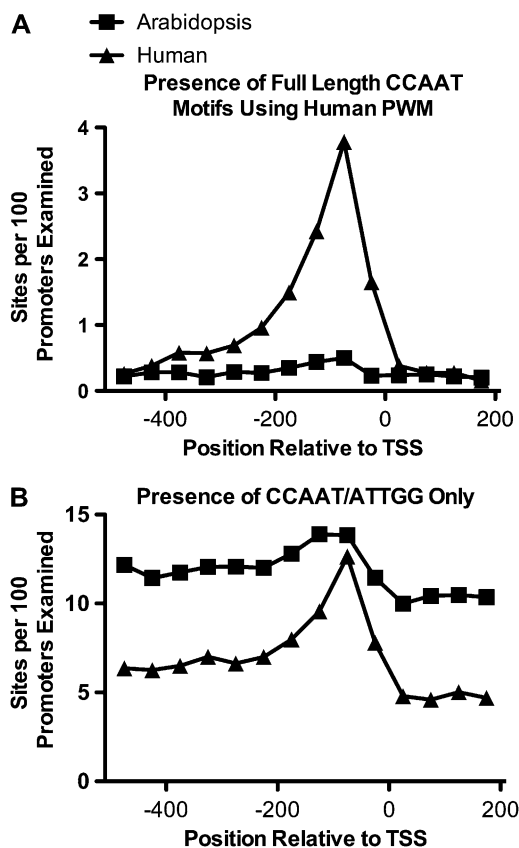 A
Arabidopsis
Human
Presence of Full Length CCAAT
Motifs Using Human PWM
Sites per 100
Promoters Examined
4
3
2
1
0
-400
-200
0
200
Position Relative to TSS
B
Presence of CCAAT/ATTGG Only
Sites per 100
Promoters Examined
15
10
5
0
-400
-200
0
200
Position Relative to TSS